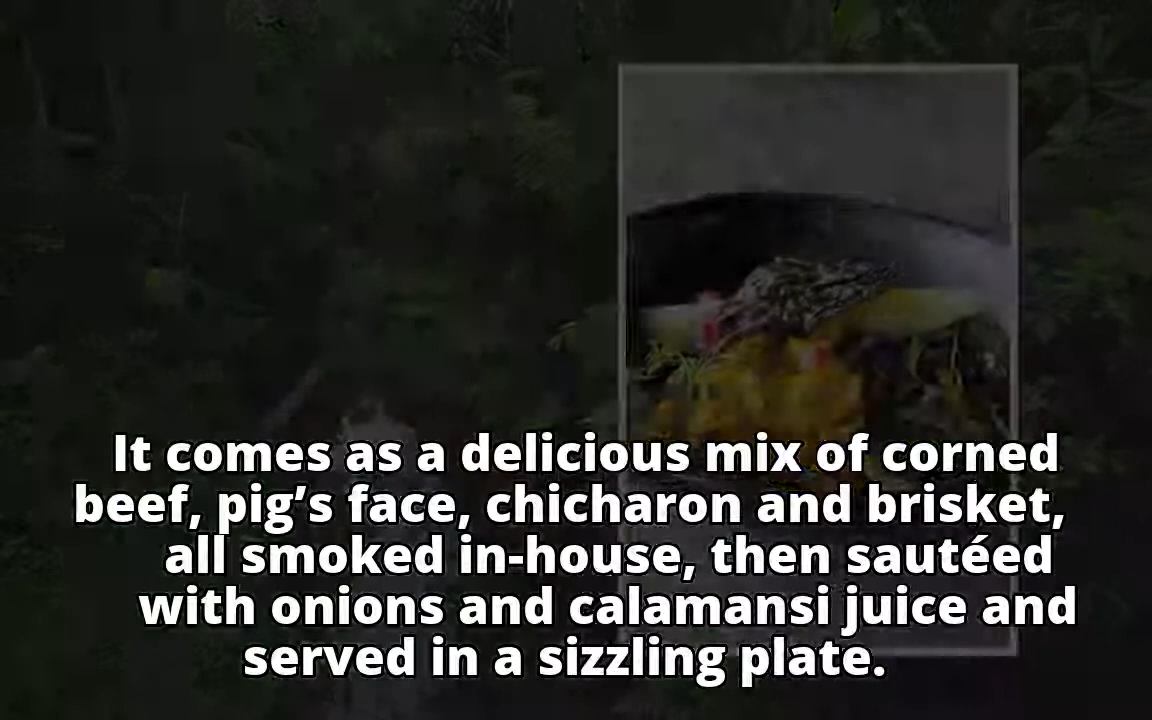 It comes as a delicious mix of corned
beef, pig’s face, chicharon and brisket,
all smoked in-house, then sautéed
with onions and calamansi juice and
served in a sizzling plate.